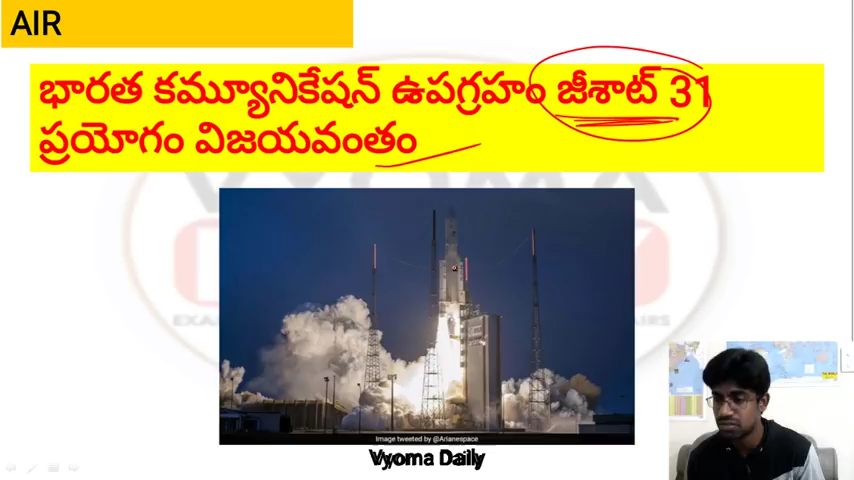 AIR
భారత కమ్యూనికేషన్ ఉపగ్రహం జీశాట్ 31
ప్రయోగం విజయవంతం
Image tweeted by @Arianespace
Vyoma Daily